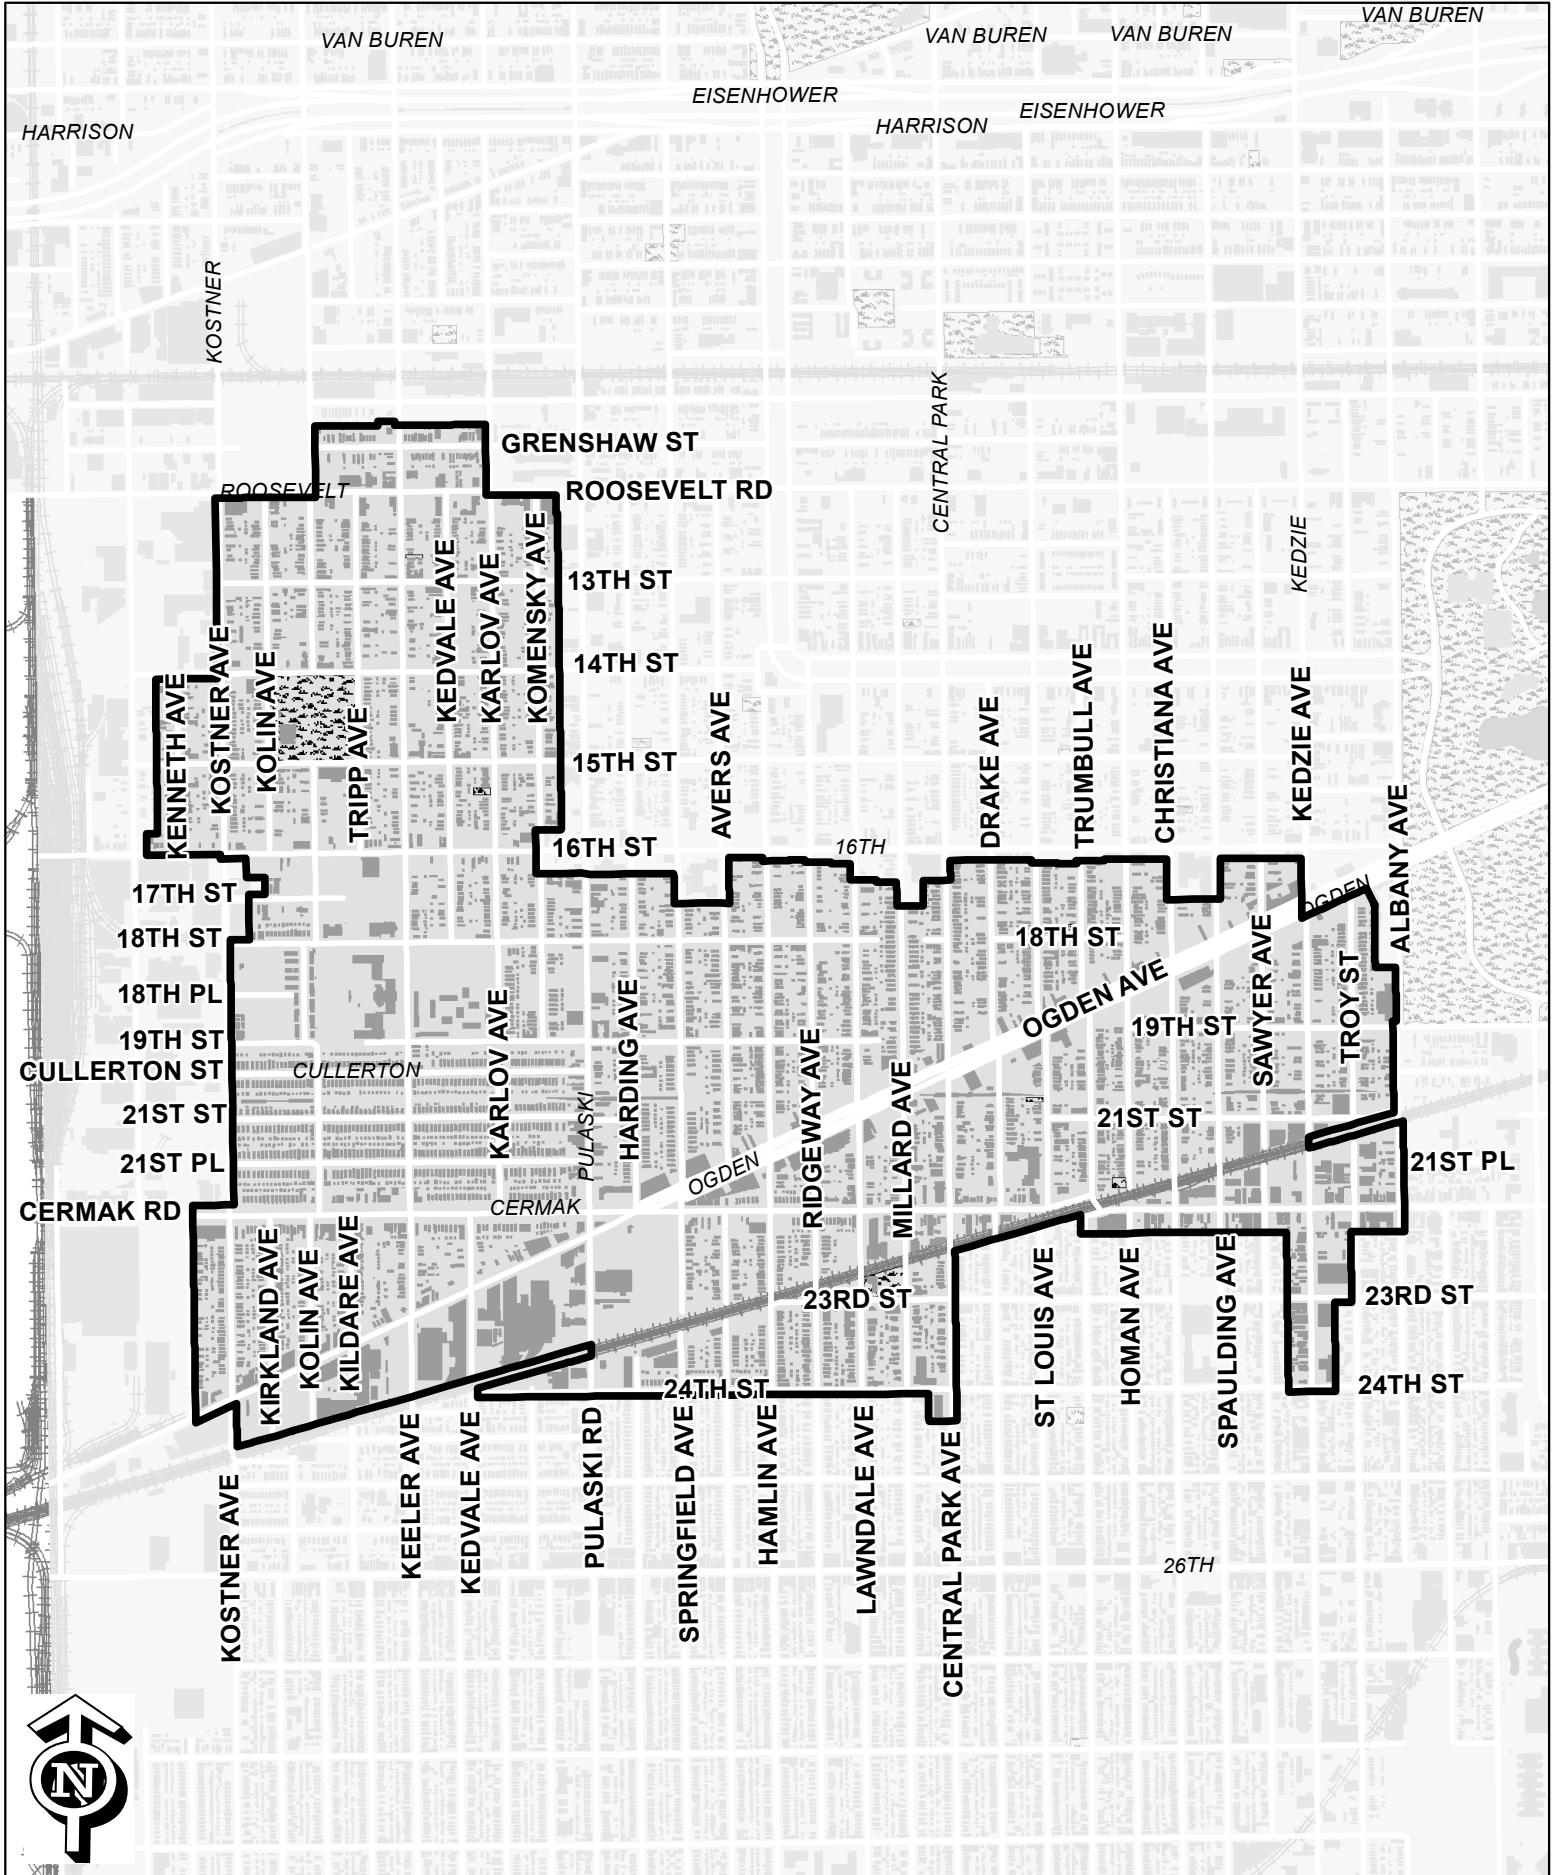 VAN BUREN
VAN BUREN
VAN BUREN
VAN BUREN
EISENHOWER
EISENHOWER
HARRISON
HARRISON
KOSTNER
CENTRAL PARK
GRENSHAW ST
ROOSEVELT
ROOSEVELT RD
KEDZIE
13TH ST
KEDVALE AVE
KARLOV AVE
KOMENSKY AVE
14TH ST
KENNETH AVE
KOSTNER AVE
KOLIN AVE
TRIPP AVE
15TH ST
AVERS AVE
DRAKE AVE
TRUMBULL AVE
CHRISTIANA AVE
KEDZIE AVE
ALBANY AVE
16TH ST
16TH
17TH ST
OGDEN
18TH ST
18TH ST
18TH PL
OGDEN AVE
19TH ST
19TH ST
SAWYER AVE
TROY ST
CULLERTON ST
CULLERTON
KARLOV AVE
PULASKI
HARDING AVE
RIDGEWAY AVE
MILLARD AVE
21ST ST
21ST ST
21ST PL
21ST PL
OGDEN
CERMAK RD
CERMAK
KIRKLAND AVE
KOLIN AVE
KILDARE AVE
23RD ST
23RD ST
ST LOUIS AVE
HOMAN AVE
SPAULDING AVE
24TH ST
24TH ST
KOSTNER AVE
KEELER AVE
KEDVALE AVE
PULASKI RD
SPRINGFIELD AVE
HAMLIN AVE
LAWNDALE AVE
CENTRAL PARK AVE
26TH
N